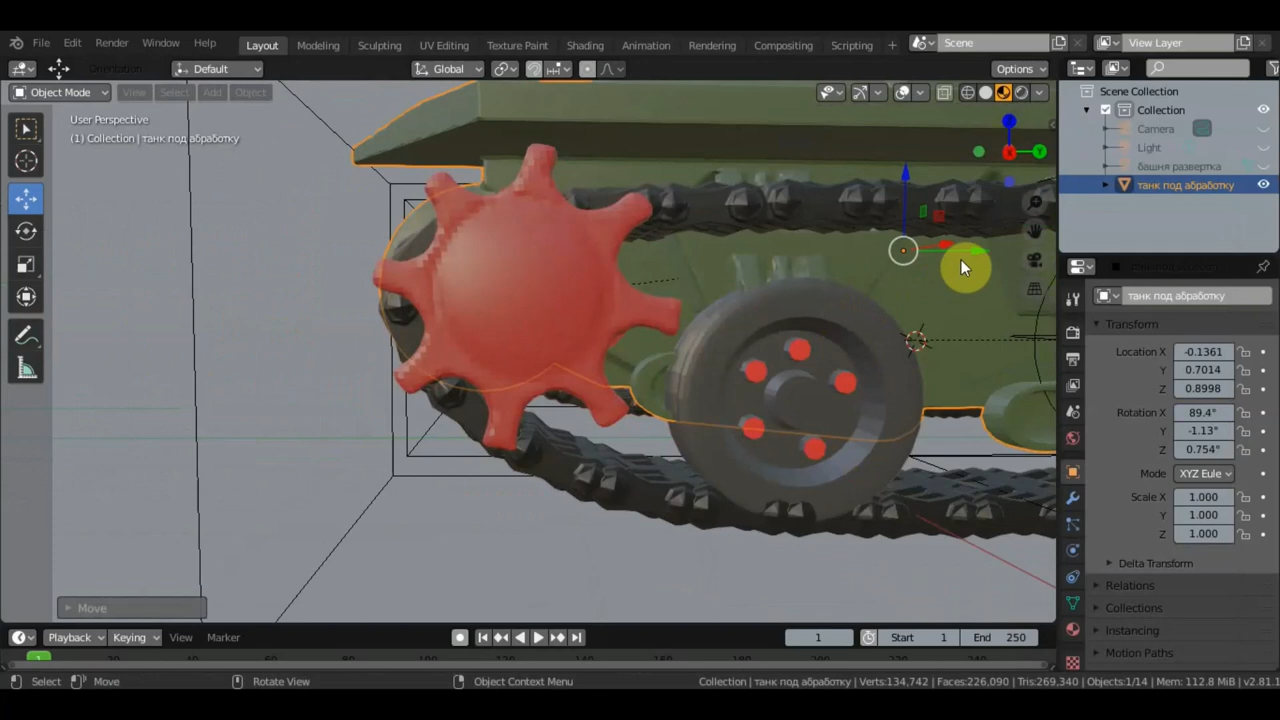 File Edit Render Window Help Layout Modeling Sculpting UV Editing Texture Paint Shading Animation Rendering Compositing Scripting + Scene View Layer
Orientation: Default Global Options
Object Mode View Select Add Object
User Perspective
(1) Collection | танк под абработку
Scene Collection
Collection
Camera
Light
башня развертка
танк под абработку
танк под абработку
Transform
Location X -0.1361
Y 0.7014
Z 0.8998
Rotation X 89.4°
Y -1.13°
Z 0.754°
Mode XYZ Eule
Scale X 1.000
Y 1.000
Z 1.000
Delta Transform
Relations
Collections
Instancing
Motion Paths
Move
Playback Keying View Marker 1 Start 1 End 250
Select Move Rotate View Object Context Menu Collection | танк под абработку | Verts:134,742 | Faces:226,090 | Tris:269,340 | Objects:1/14 | Mem: 112.8 MiB | v2.81.1